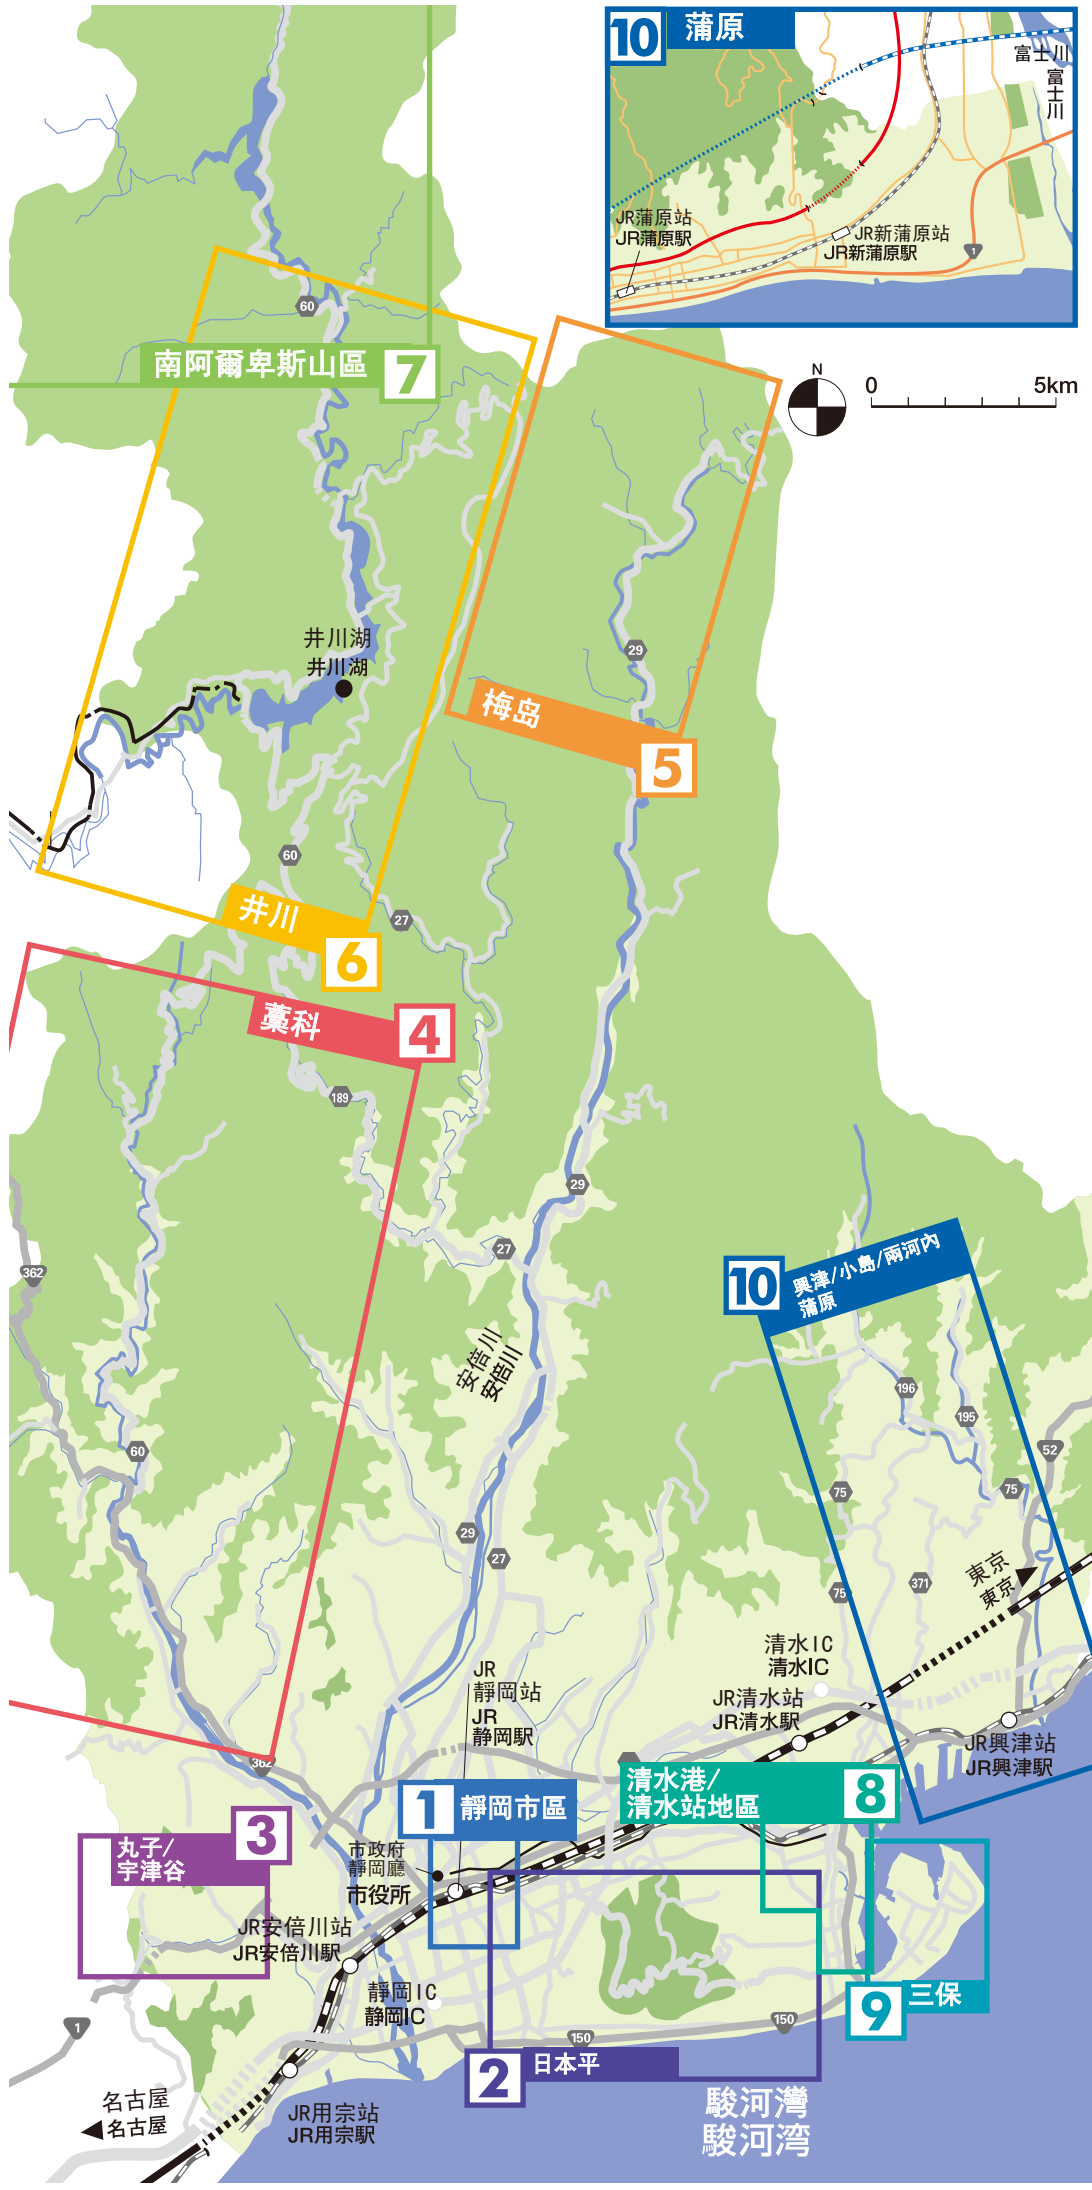 10 蒲原
富士川
富士川
JR蒲原站
JR蒲原駅
JR新蒲原站
JR新蒲原駅
1
N
0 5km
60
南阿爾卑斯山區 7
井川湖
井川湖
29
梅岛
5
60
井川
6
27
藁科 4
189
29
362
27
安倍川
安倍川
10 興津/小島/兩河內
蒲原
196
195
60
52
75
75
29
27
東京
東京
371
75
清水IC
清水IC
JR
靜岡站
JR
静岡駅
JR清水站
JR清水駅
JR興津站
JR興津駅
362
清水港/
清水站地區
8
1 靜岡市區
3
丸子/
宇津谷
市政府
靜岡廳
市役所
JR安倍川站
JR安倍川駅
靜岡IC
静岡IC
9 三保
1
150
150
2 日本平
名古屋
名古屋
JR用宗站
JR用宗駅
駿河灣
駿河湾